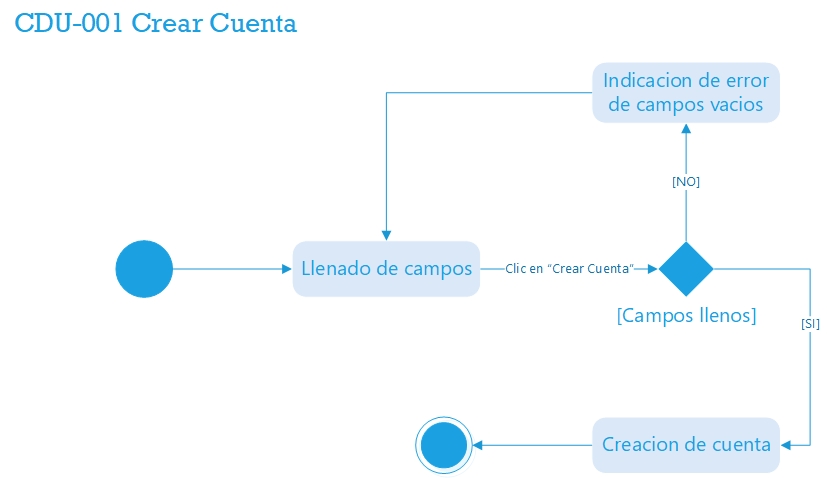 CDU-001 Crear Cuenta
Indicacion de error
de campos vacios
[NO]
Llenado de campos
Clic en “Crear Cuenta”
[Campos llenos]
[SI]
Creacion de cuenta